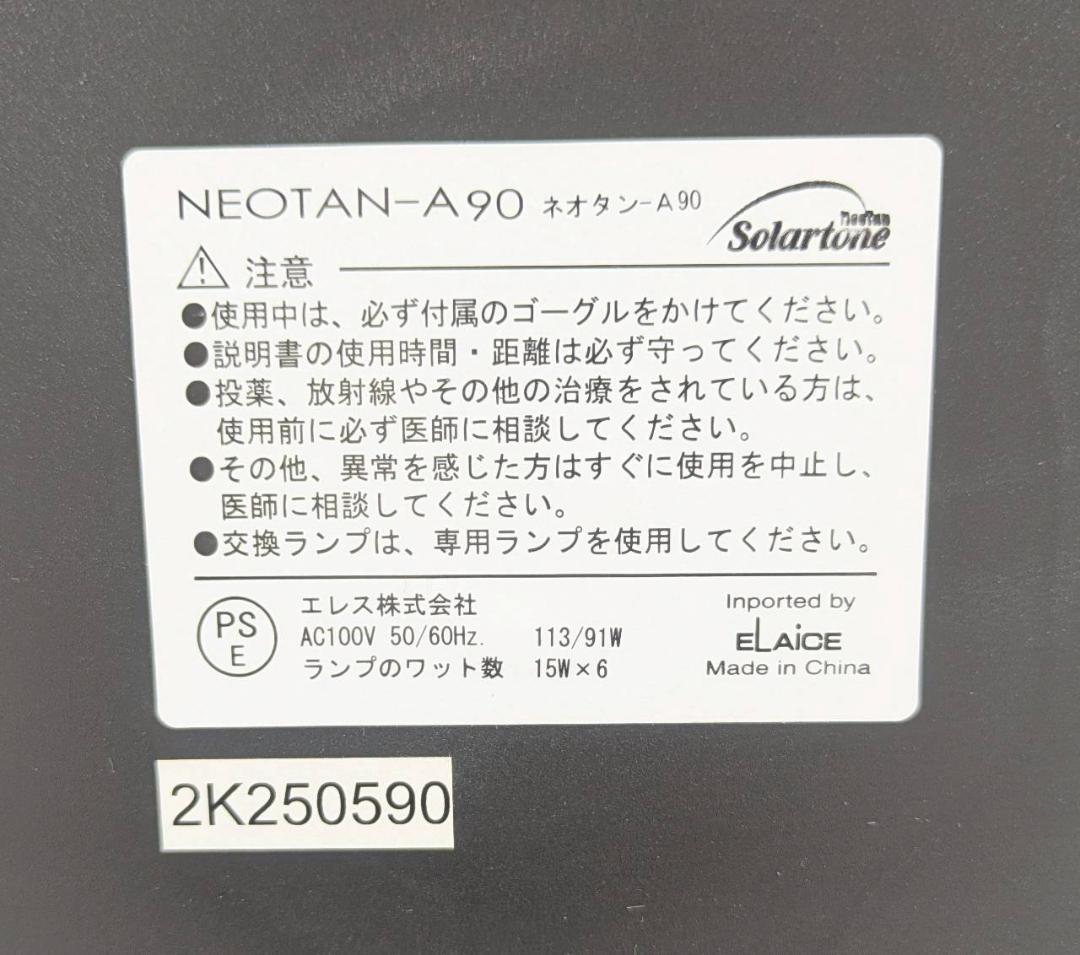 NEOTAN-A90 ネオタン-A90
NeoTan
Solartone
注意
●使用中は、必ず付属のゴーグルをかけてください。
●説明書の使用時間・距離は必ず守ってください。
●投薬、放射線やその他の治療をされている方は、
使用前に必ず医師に相談してください。
●その他、異常を感じた方はすぐに使用を中止し、
医師に相談してください。
●交換ランプは、専用ランプを使用してください。
PS
E
エレス株式会社
AC100V 50/60Hz. 113/91W
ランプのワット数 15W×6
Inported by
ELAiCE
Made in China
2K250590